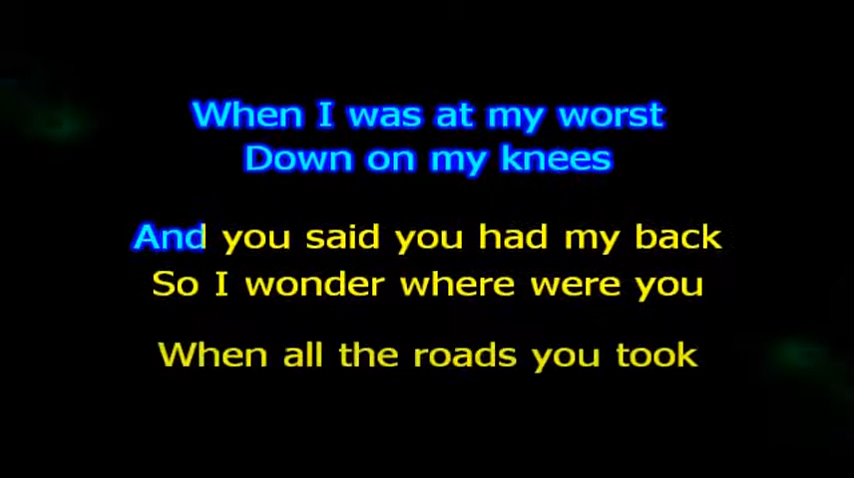 When I was at my worst
Down on my knees
And you said you had my back
So I wonder where were you
When all the roads you took